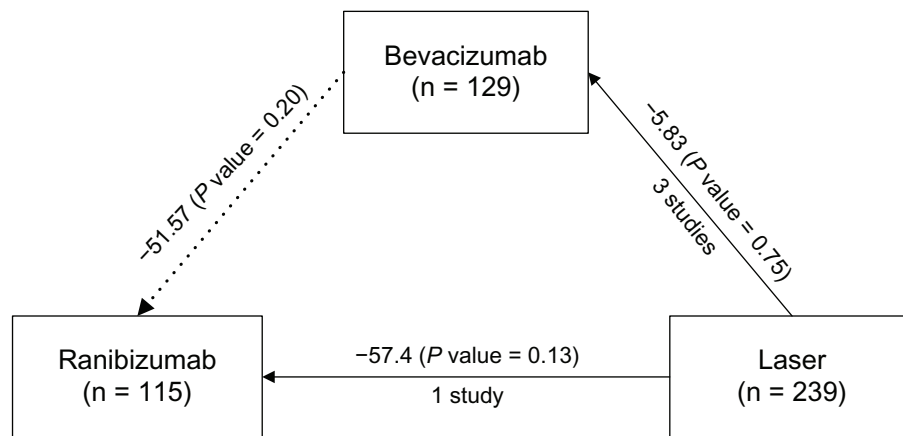 Bevacizumab
(n = 129)
−51.57 (P value = 0.20)
−5.83 (P value = 0.75)
3 studies
Ranibizumab
(n = 115)
−57.4 (P value = 0.13)
1 study
Laser
(n = 239)